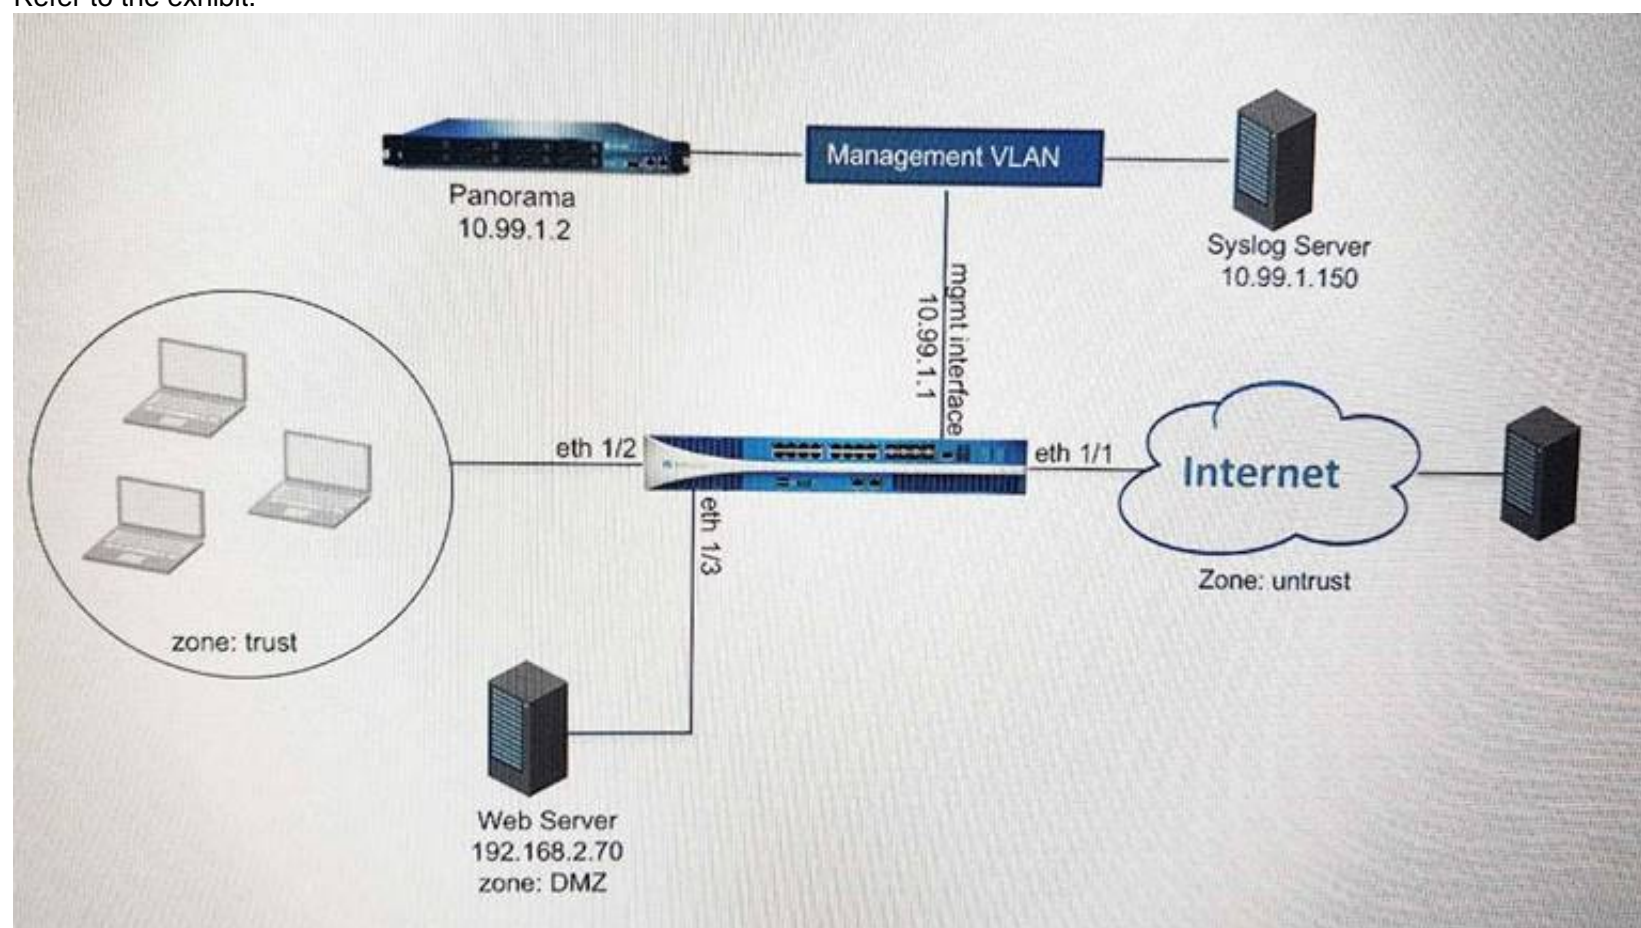 Refer to the exhibit.
Panorama
10.99.1.2
Management VLAN
Syslog Server
10.99.1.150
mgmt interface
10.99.1.1
eth 1/2
eth 1/1
eth 1/3
Internet
Zone: untrust
zone: trust
Web Server
192.168.2.70
zone: DMZ